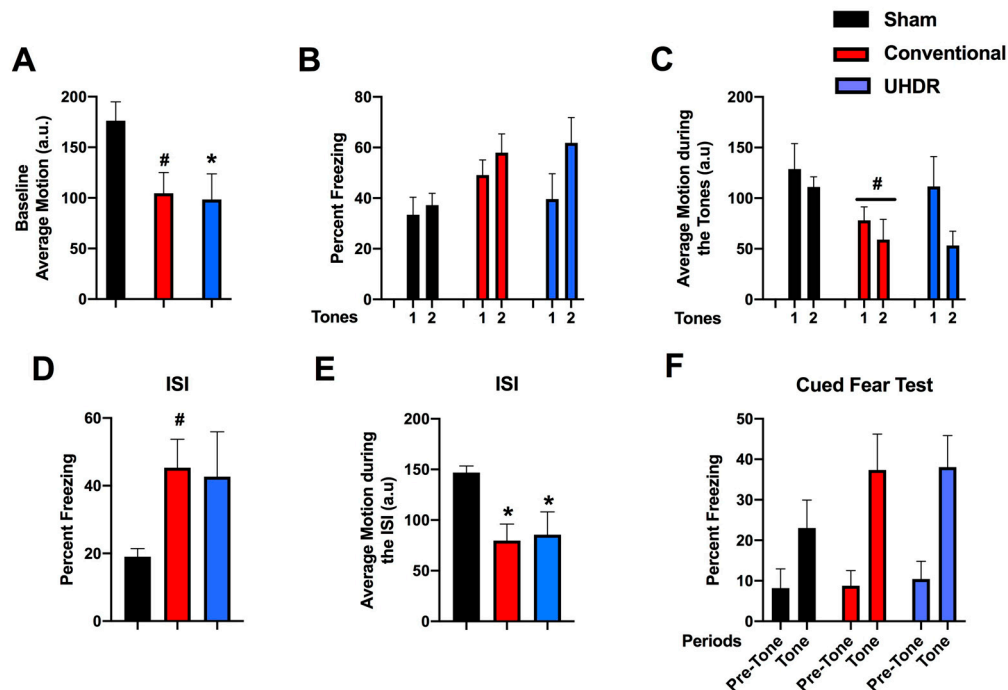 Sham
Conventional
UHDR
A
200
150
100
50
0
Baseline
Average Motion (a.u.)
#
*
B
80
60
40
20
0
Percent Freezing
Tones
1 2
1 2
1 2
C
200
150
100
50
0
Average Motion during
the Tones (a.u)
#
Tones
1 2
1 2
1 2
D
ISI
60
40
20
0
Percent Freezing
#
E
ISI
200
150
100
50
0
Average Motion during
the ISI (a.u)
*
*
F
Cued Fear Test
50
40
30
20
10
0
Percent Freezing
Periods
Pre-Tone
Tone
Pre-Tone
Tone
Pre-Tone
Tone